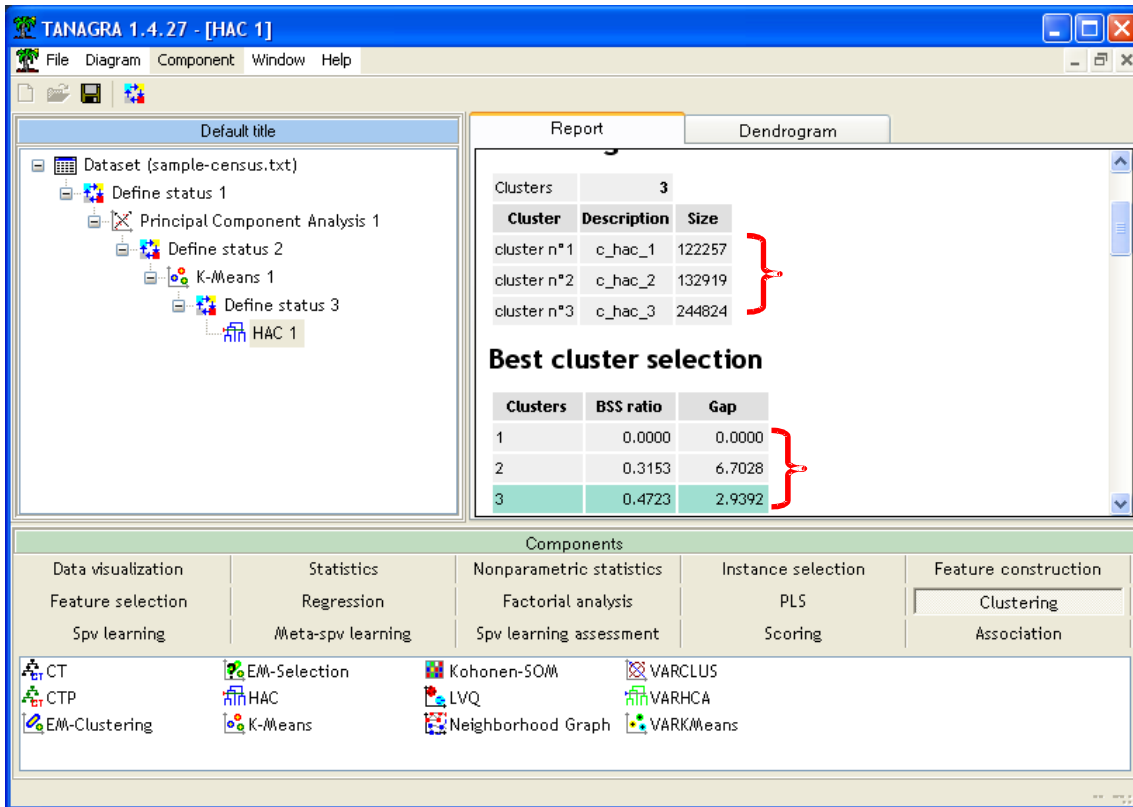 TANAGRA 1.4.27 - [HAC 1]
File Diagram Component Window Help
Default title
Dataset (sample-census.txt)
Define status 1
Principal Component Analysis 1
Define status 2
K-Means 1
Define status 3
HAC 1
Report Dendrogram
Clusters 3
Cluster Description Size
cluster n°1 c_hac_1 122257
cluster n°2 c_hac_2 132919
cluster n°3 c_hac_3 244824
Best cluster selection
Clusters BSS ratio Gap
1 0.0000 0.0000
2 0.3153 6.7028
3 0.4723 2.9392
Components
Data visualization Statistics Nonparametric statistics Instance selection Feature construction
Feature selection Regression Factorial analysis PLS Clustering
Spv learning Meta-spv learning Spv learning assessment Scoring Association
CT EM-Selection Kohonen-SOM VARCLUS
CTP HAC LVQ VARHCA
EM-Clustering K-Means Neighborhood Graph VARKMeans